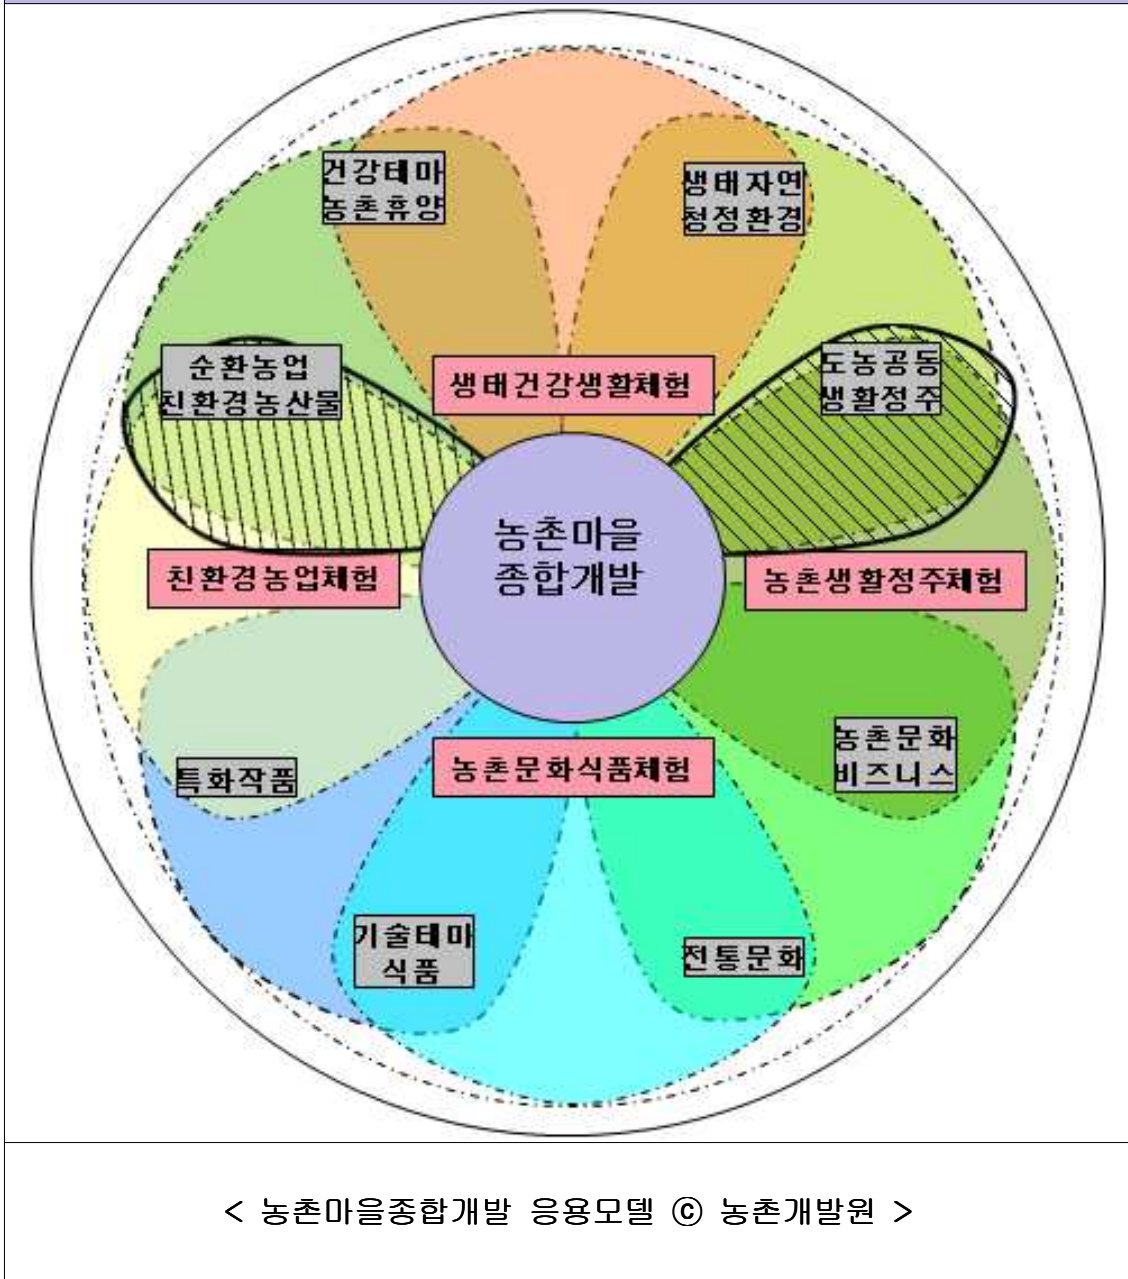 건강테마
농촌휴양
생태자연
청정환경
순환농업
친환경농산물
생태건강생활체험
도농공동
생활정주
농촌마을
종합개발
친환경농업체험
농촌생활정주체험
특화작품
농촌문화식품체험
농촌문화
비즈니스
기술테마
식품
전통문화
< 농촌마을종합개발 응용모델 ⓒ 농촌개발원 >